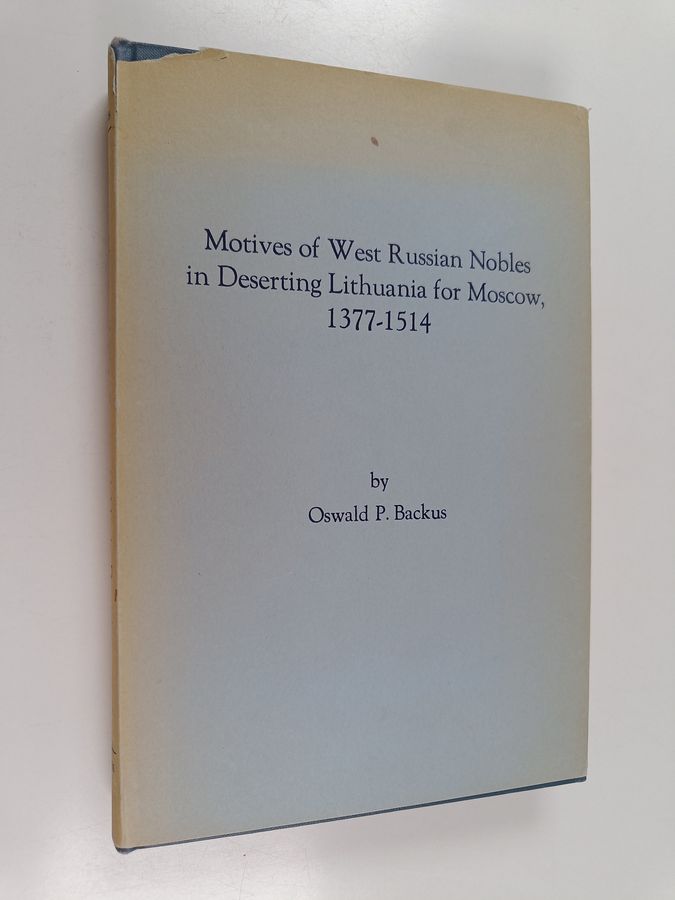 Motives of West Russian Nobles
in Deserting Lithuania for Moscow,
1377-1514
by
Oswald P. Backus